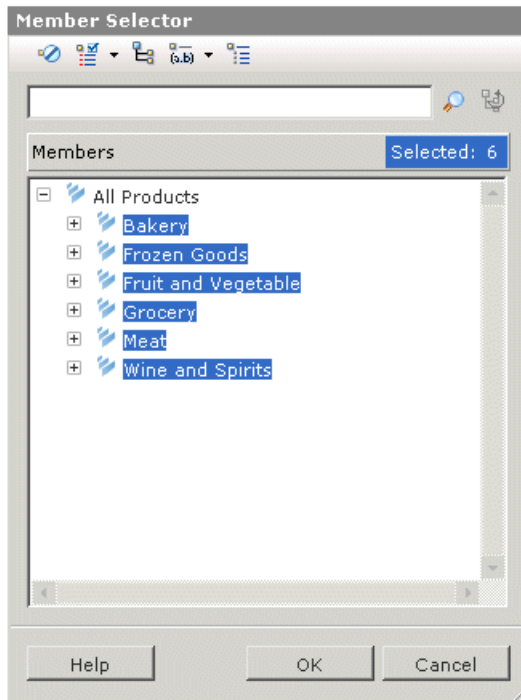 Member Selector
(a.b)
Members Selected: 6
All Products
Bakery
Frozen Goods
Fruit and Vegetable
Grocery
Meat
Wine and Spirits
Help OK Cancel